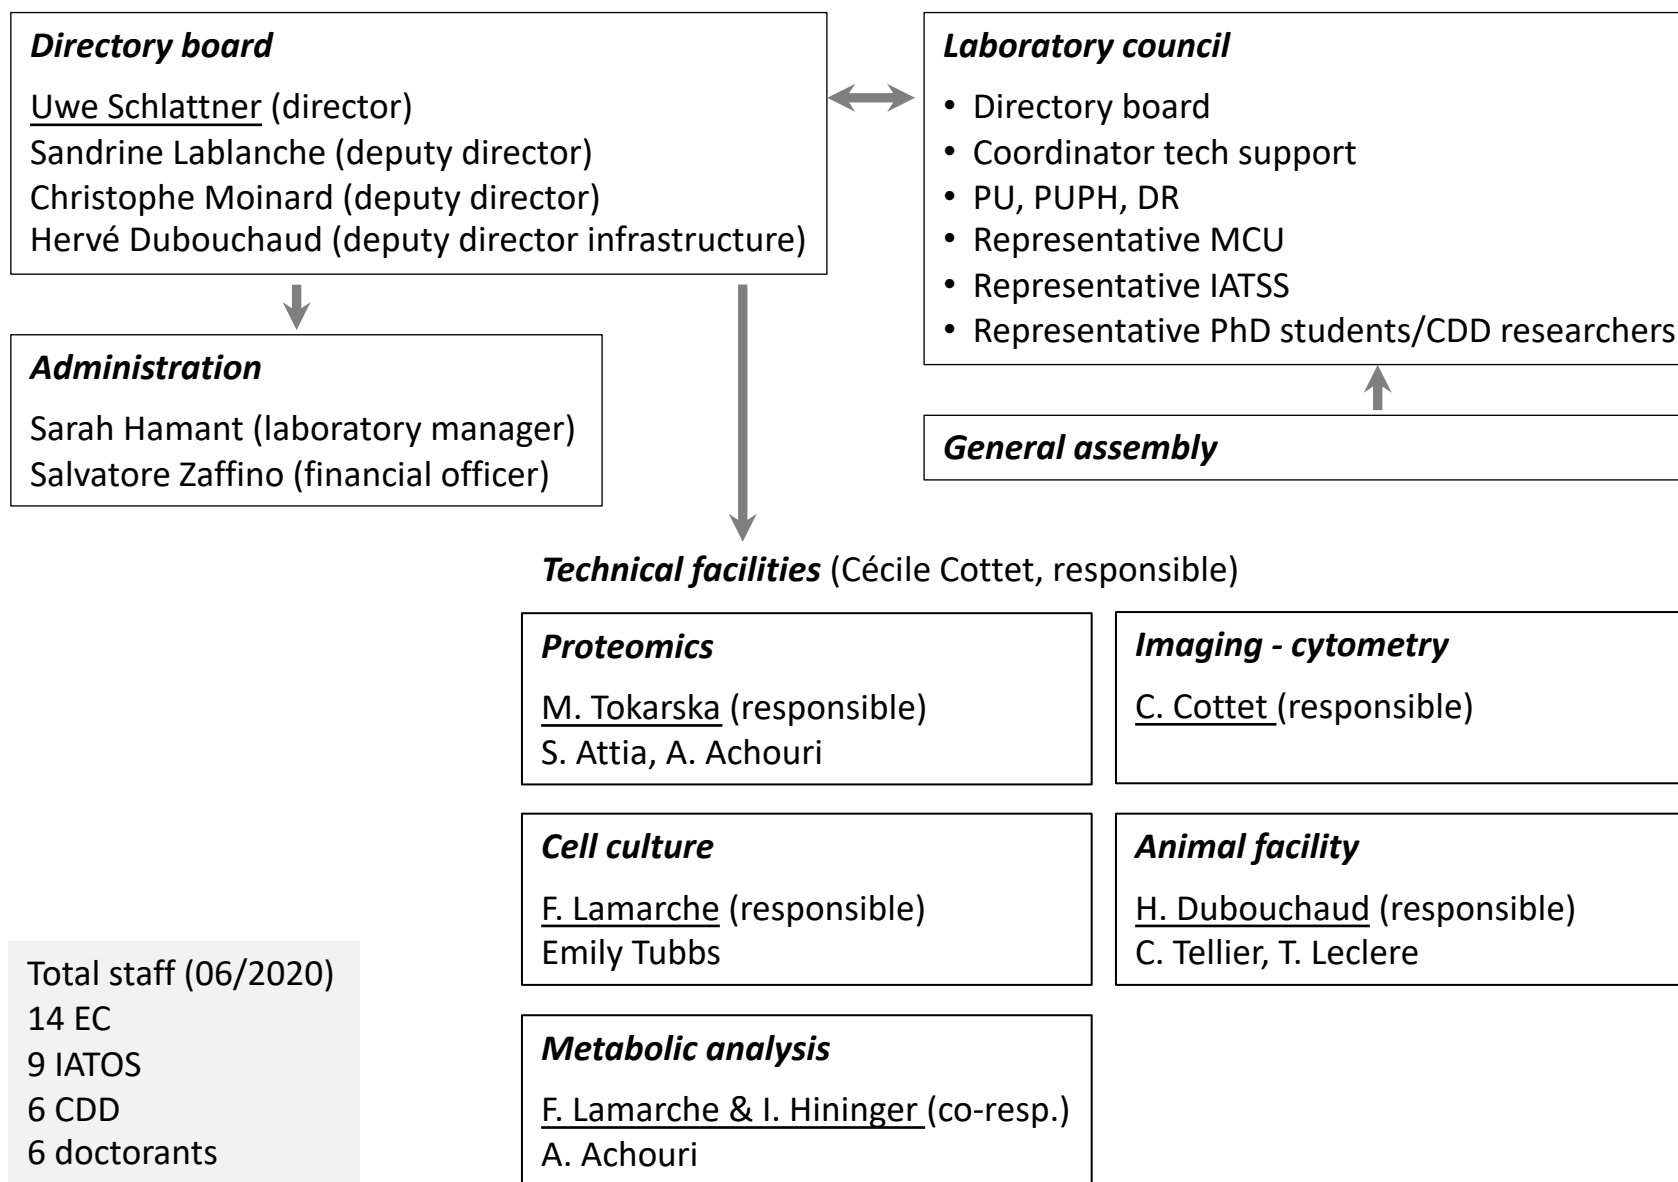 Directory board
Uwe Schlattner (director)
Sandrine Lablanche (deputy director)
Christophe Moinard (deputy director)
Hervé Dubouchaud (deputy director infrastructure)
Laboratory council
• Directory board
• Coordinator tech support
• PU, PUPH, DR
• Representative MCU
• Representative IATSS
• Representative PhD students/CDD researchers
Administration
Sarah Hamant (laboratory manager)
Salvatore Zaffino (financial officer)
General assembly
Technical facilities (Cécile Cottet, responsible)
Proteomics
M. Tokarska (responsible)
S. Attia, A. Achouri
Imaging - cytometry
C. Cottet (responsible)
Cell culture
F. Lamarche (responsible)
Emily Tubbs
Animal facility
H. Dubouchaud (responsible)
C. Tellier, T. Leclere
Metabolic analysis
F. Lamarche & I. Hininger (co-resp.)
A. Achouri
Total staff (06/2020)
14 EC
9 IATOS
6 CDD
6 doctorants